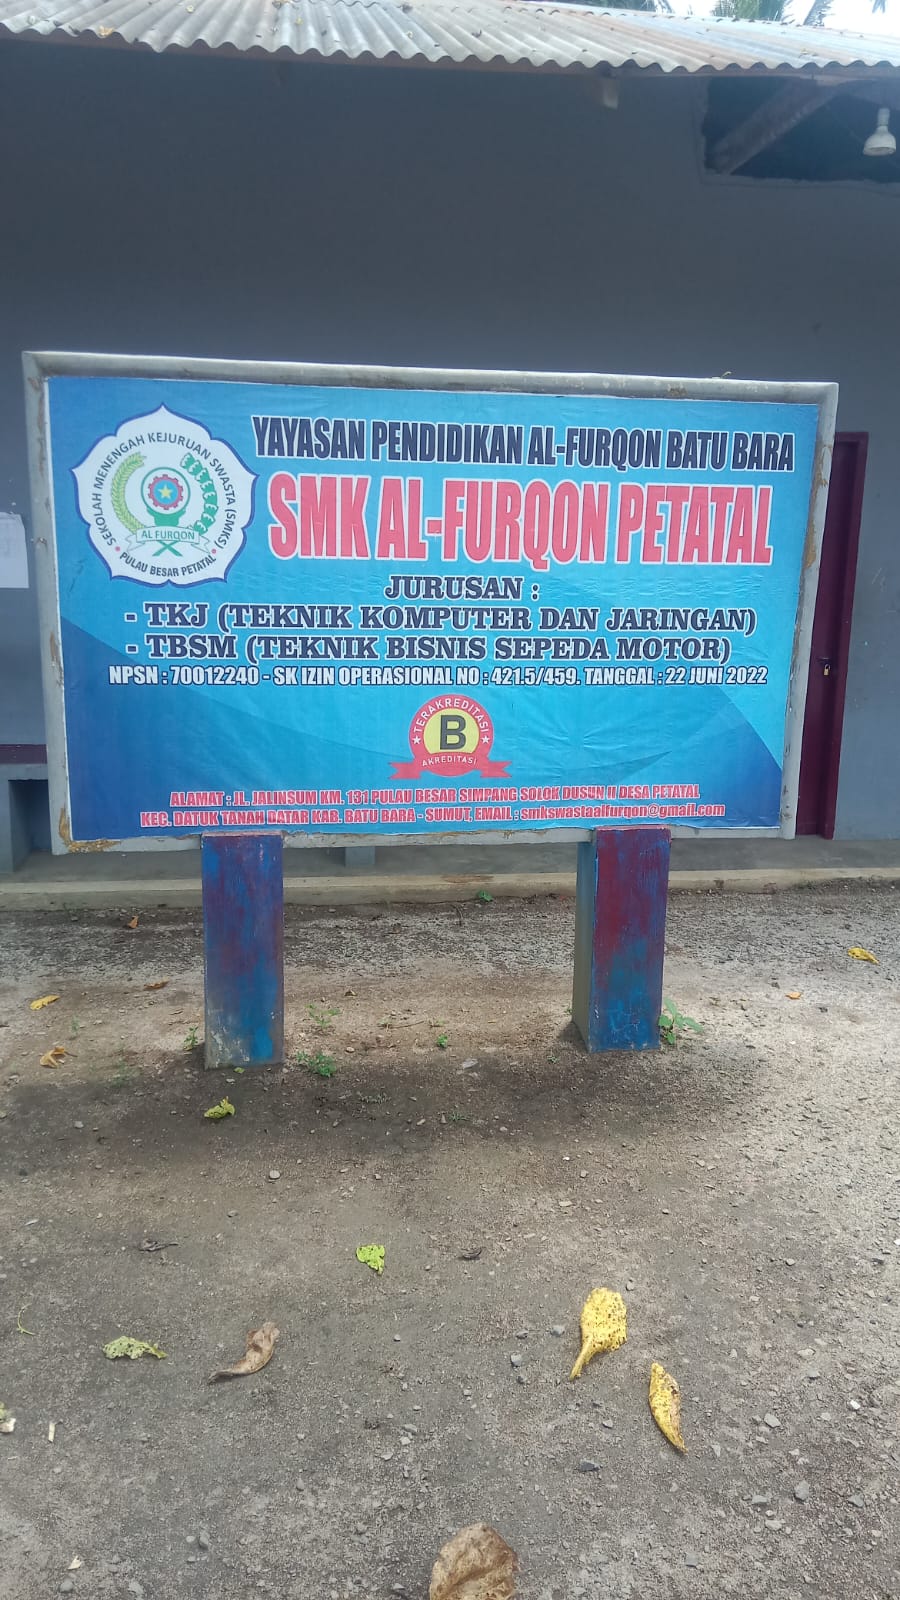 YAYASAN PENDIDIKAN AL-FURQON BATU BARA
SMK AL-FURQON PETATAL
SEKOLAH MENENGAH KEJURUAN SWASTA (SMKS)
AL FURQON
PULAU BESAR PETATAL
JURUSAN :
- TKJ (TEKNIK KOMPUTER DAN JARINGAN)
- TBSM (TEKNIK BISNIS SEPEDA MOTOR)
NPSN : 70012240 - SK IZIN OPERASIONAL NO : 421.5/459. TANGGAL : 22 JUNI 2022
TERAKREDITASI
B
AKREDITASI
ALAMAT : JL. JALINSUM KM. 131 PULAU BESAR SIMPANG SOLOK DUSUN II DESA PETATAL
KEC. DATUK TANAH DATAR KAB. BATU BARA - SUMUT, EMAIL : smkswastaalfurqon@gmail.com